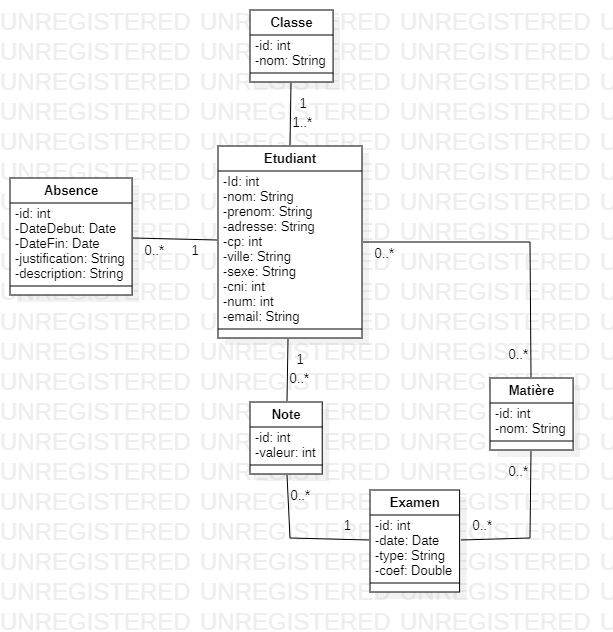 Classe
-id: int
-nom: String
1
1..*
Etudiant
-Id: int
-nom: String
-prenom: String
-adresse: String
-cp: int
-ville: String
-sexe: String
-cni: int
-num: int
-email: String
Absence
-id: int
-DateDebut: Date
-DateFin: Date
-justification: String
-description: String
0..*
1
0..*
0..*
1
0..*
Matière
-id: int
-nom: String
0..*
Note
-id: int
-valeur: int
0..*
1
Examen
-id: int
-date: Date
-type: String
-coef: Double
0..*
UNREGISTERED UNREGISTERED UNREGISTERED